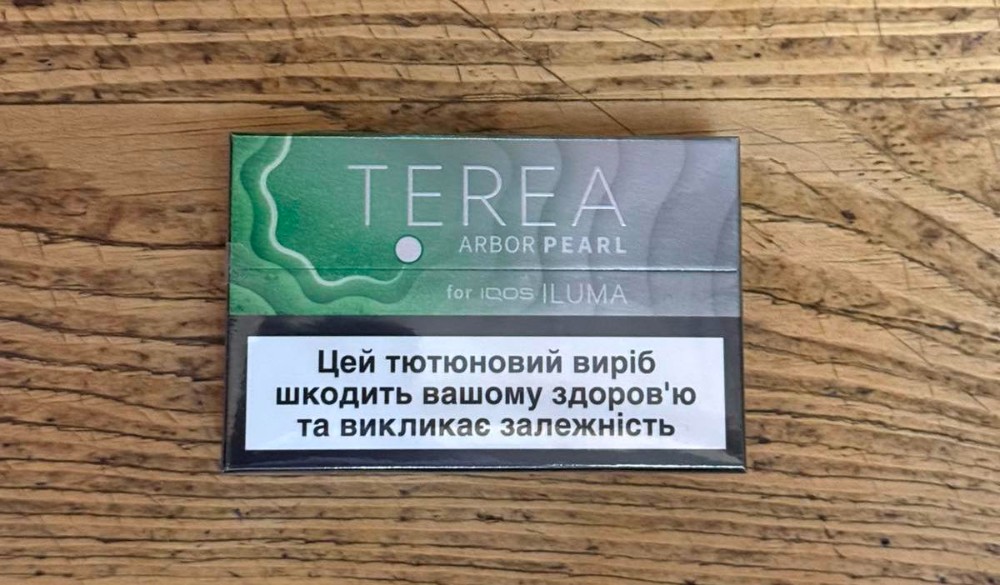 TEREA
ARBOR PEARL
for IQOS ILUMA
Цей тютюновий виріб
шкодить вашому здоров'ю
та викликає залежність